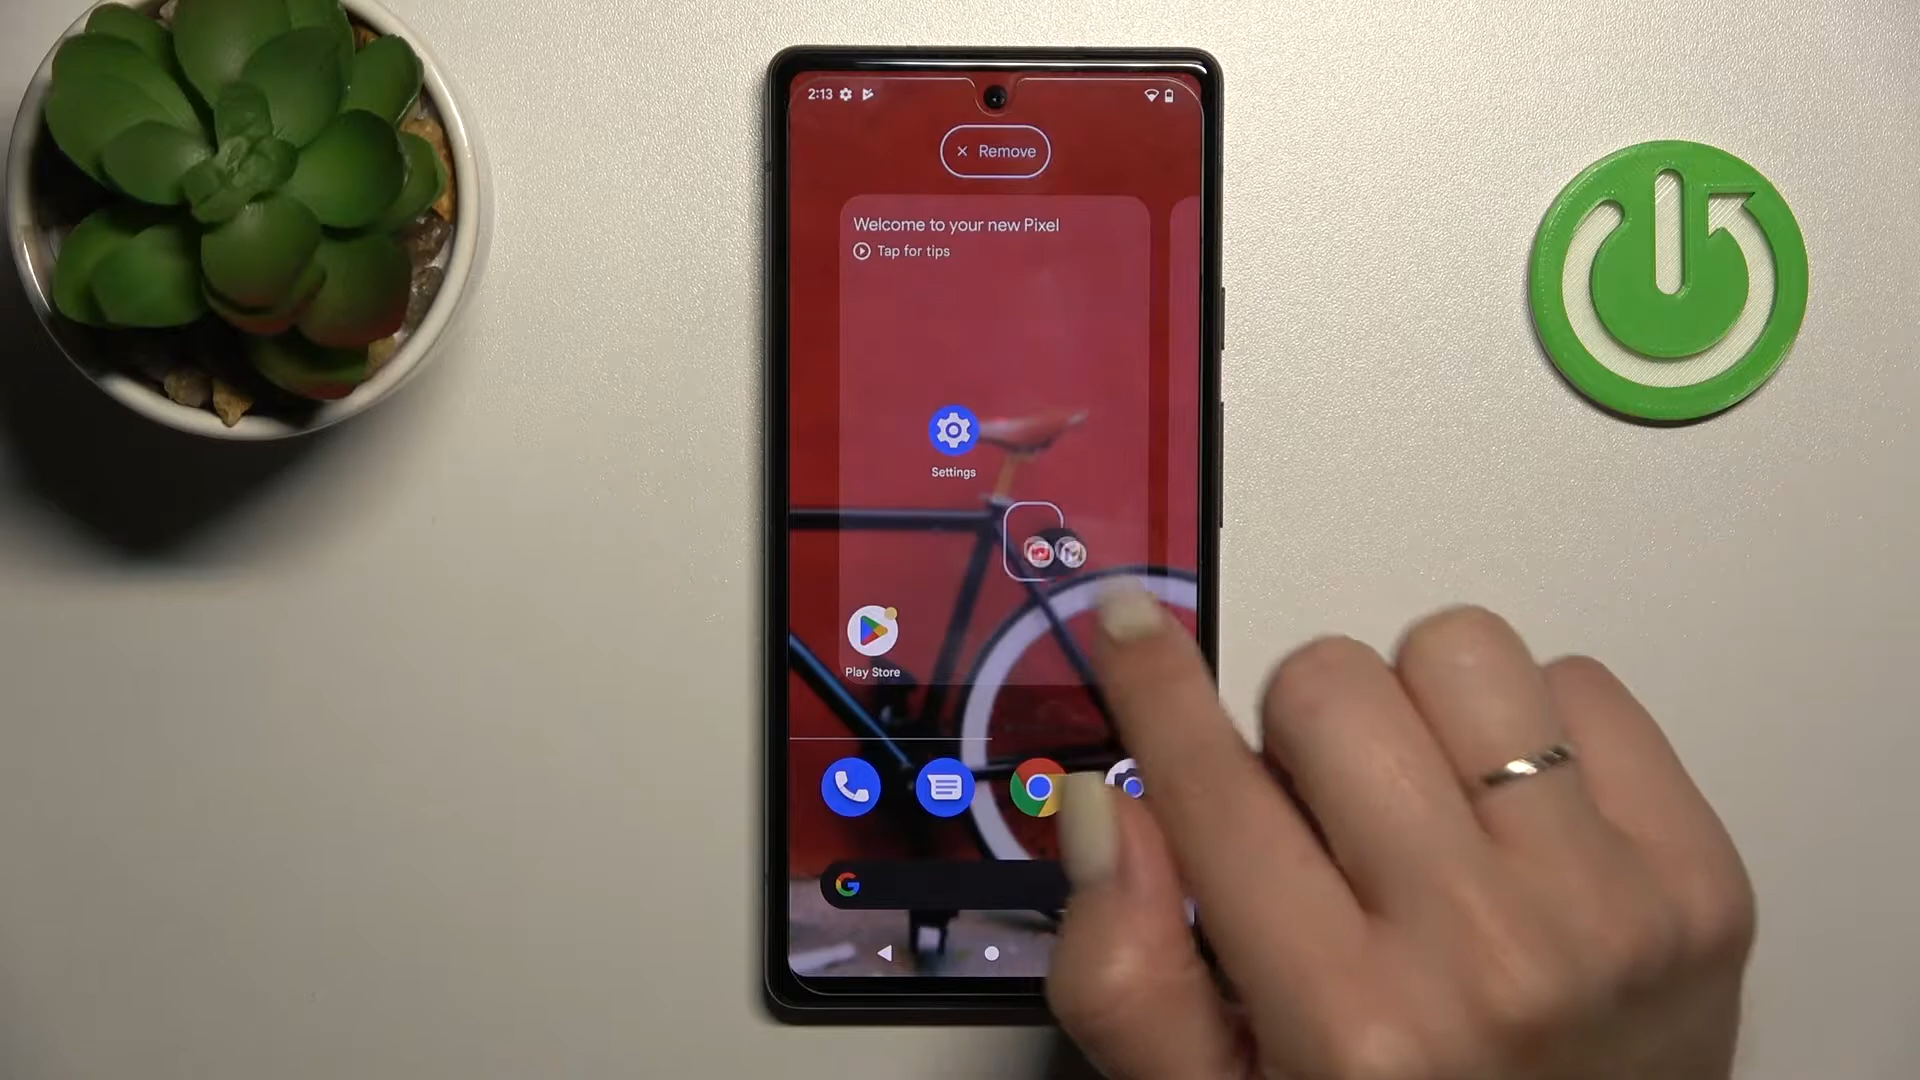 2:13
× Remove
Welcome to your new Pixel
Tap for tips
Settings
Play Store
G